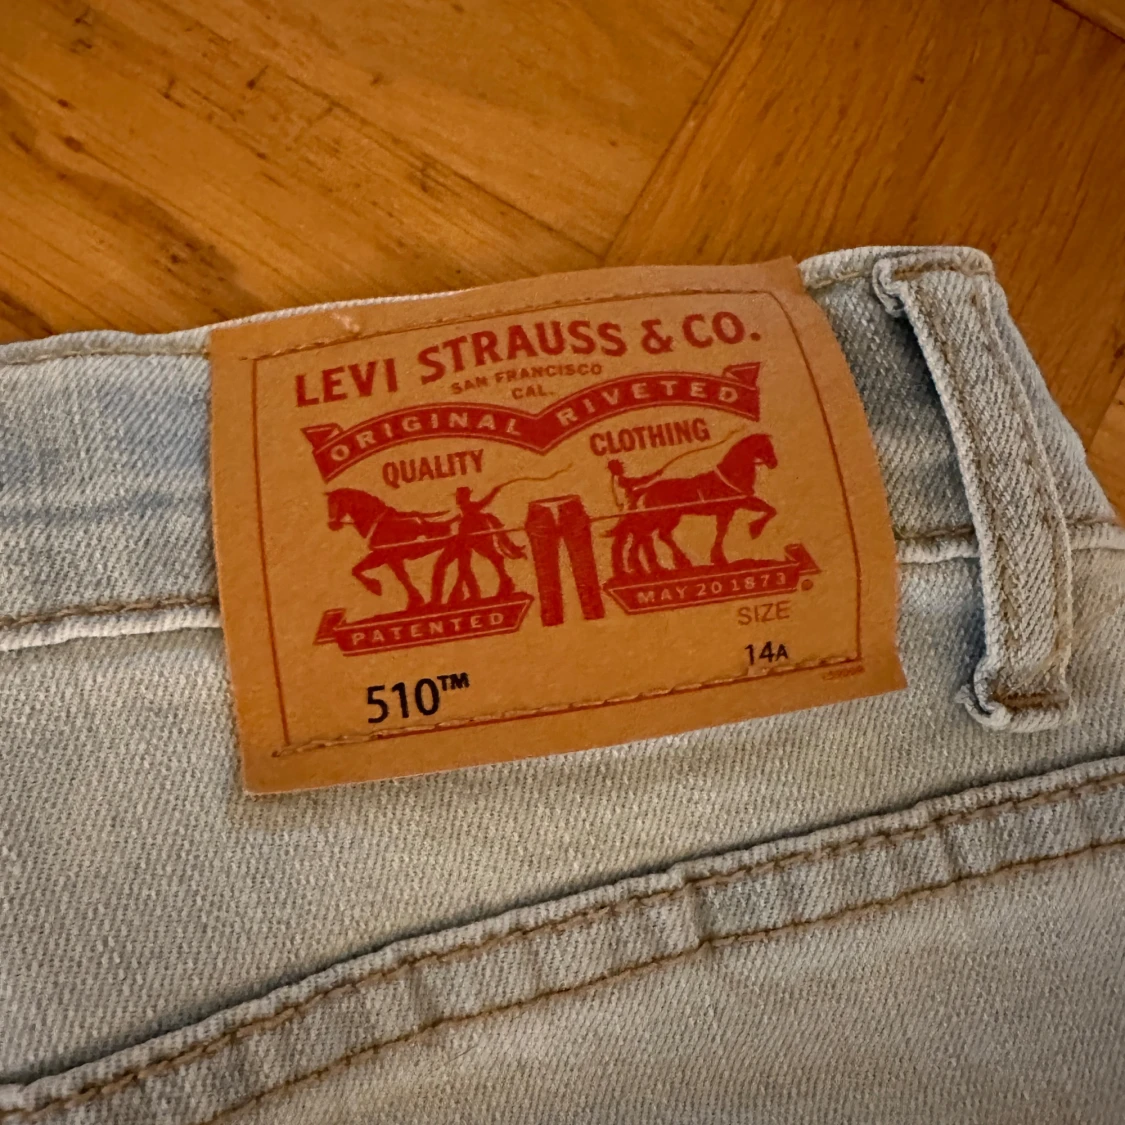 LEVI STRAUSS & CO.
SAN FRANCISCO
CAL.
ORIGINAL RIVETED
QUALITY CLOTHING
PATENTED
MAY 20 1873
®
SIZE
510™
14A